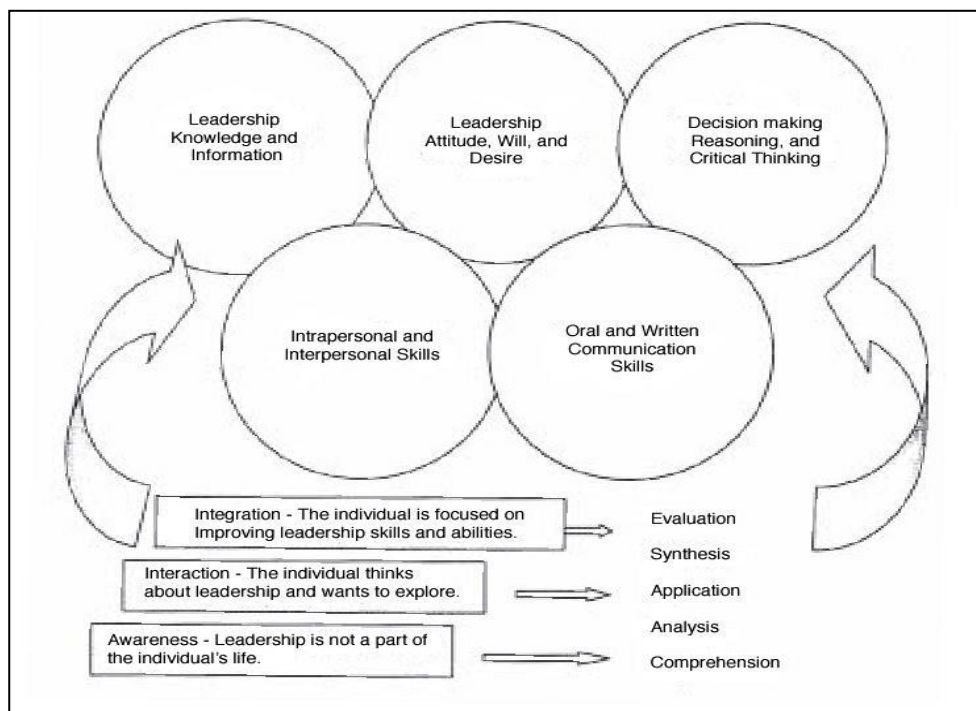 Leadership
Knowledge and
Information
Leadership
Attitude, Will, and
Desire
Decision making
Reasoning, and
Critical Thinking
Intrapersonal and
Interpersonal Skills
Oral and Written
Communication
Skills
Integration - The individual is focused on
Improving leadership skills and abilities.
Interaction - The individual thinks
about leadership and wants to explore.
Awareness - Leadership is not a part of
the individual's life.
Evaluation
Synthesis
Application
Analysis
Comprehension